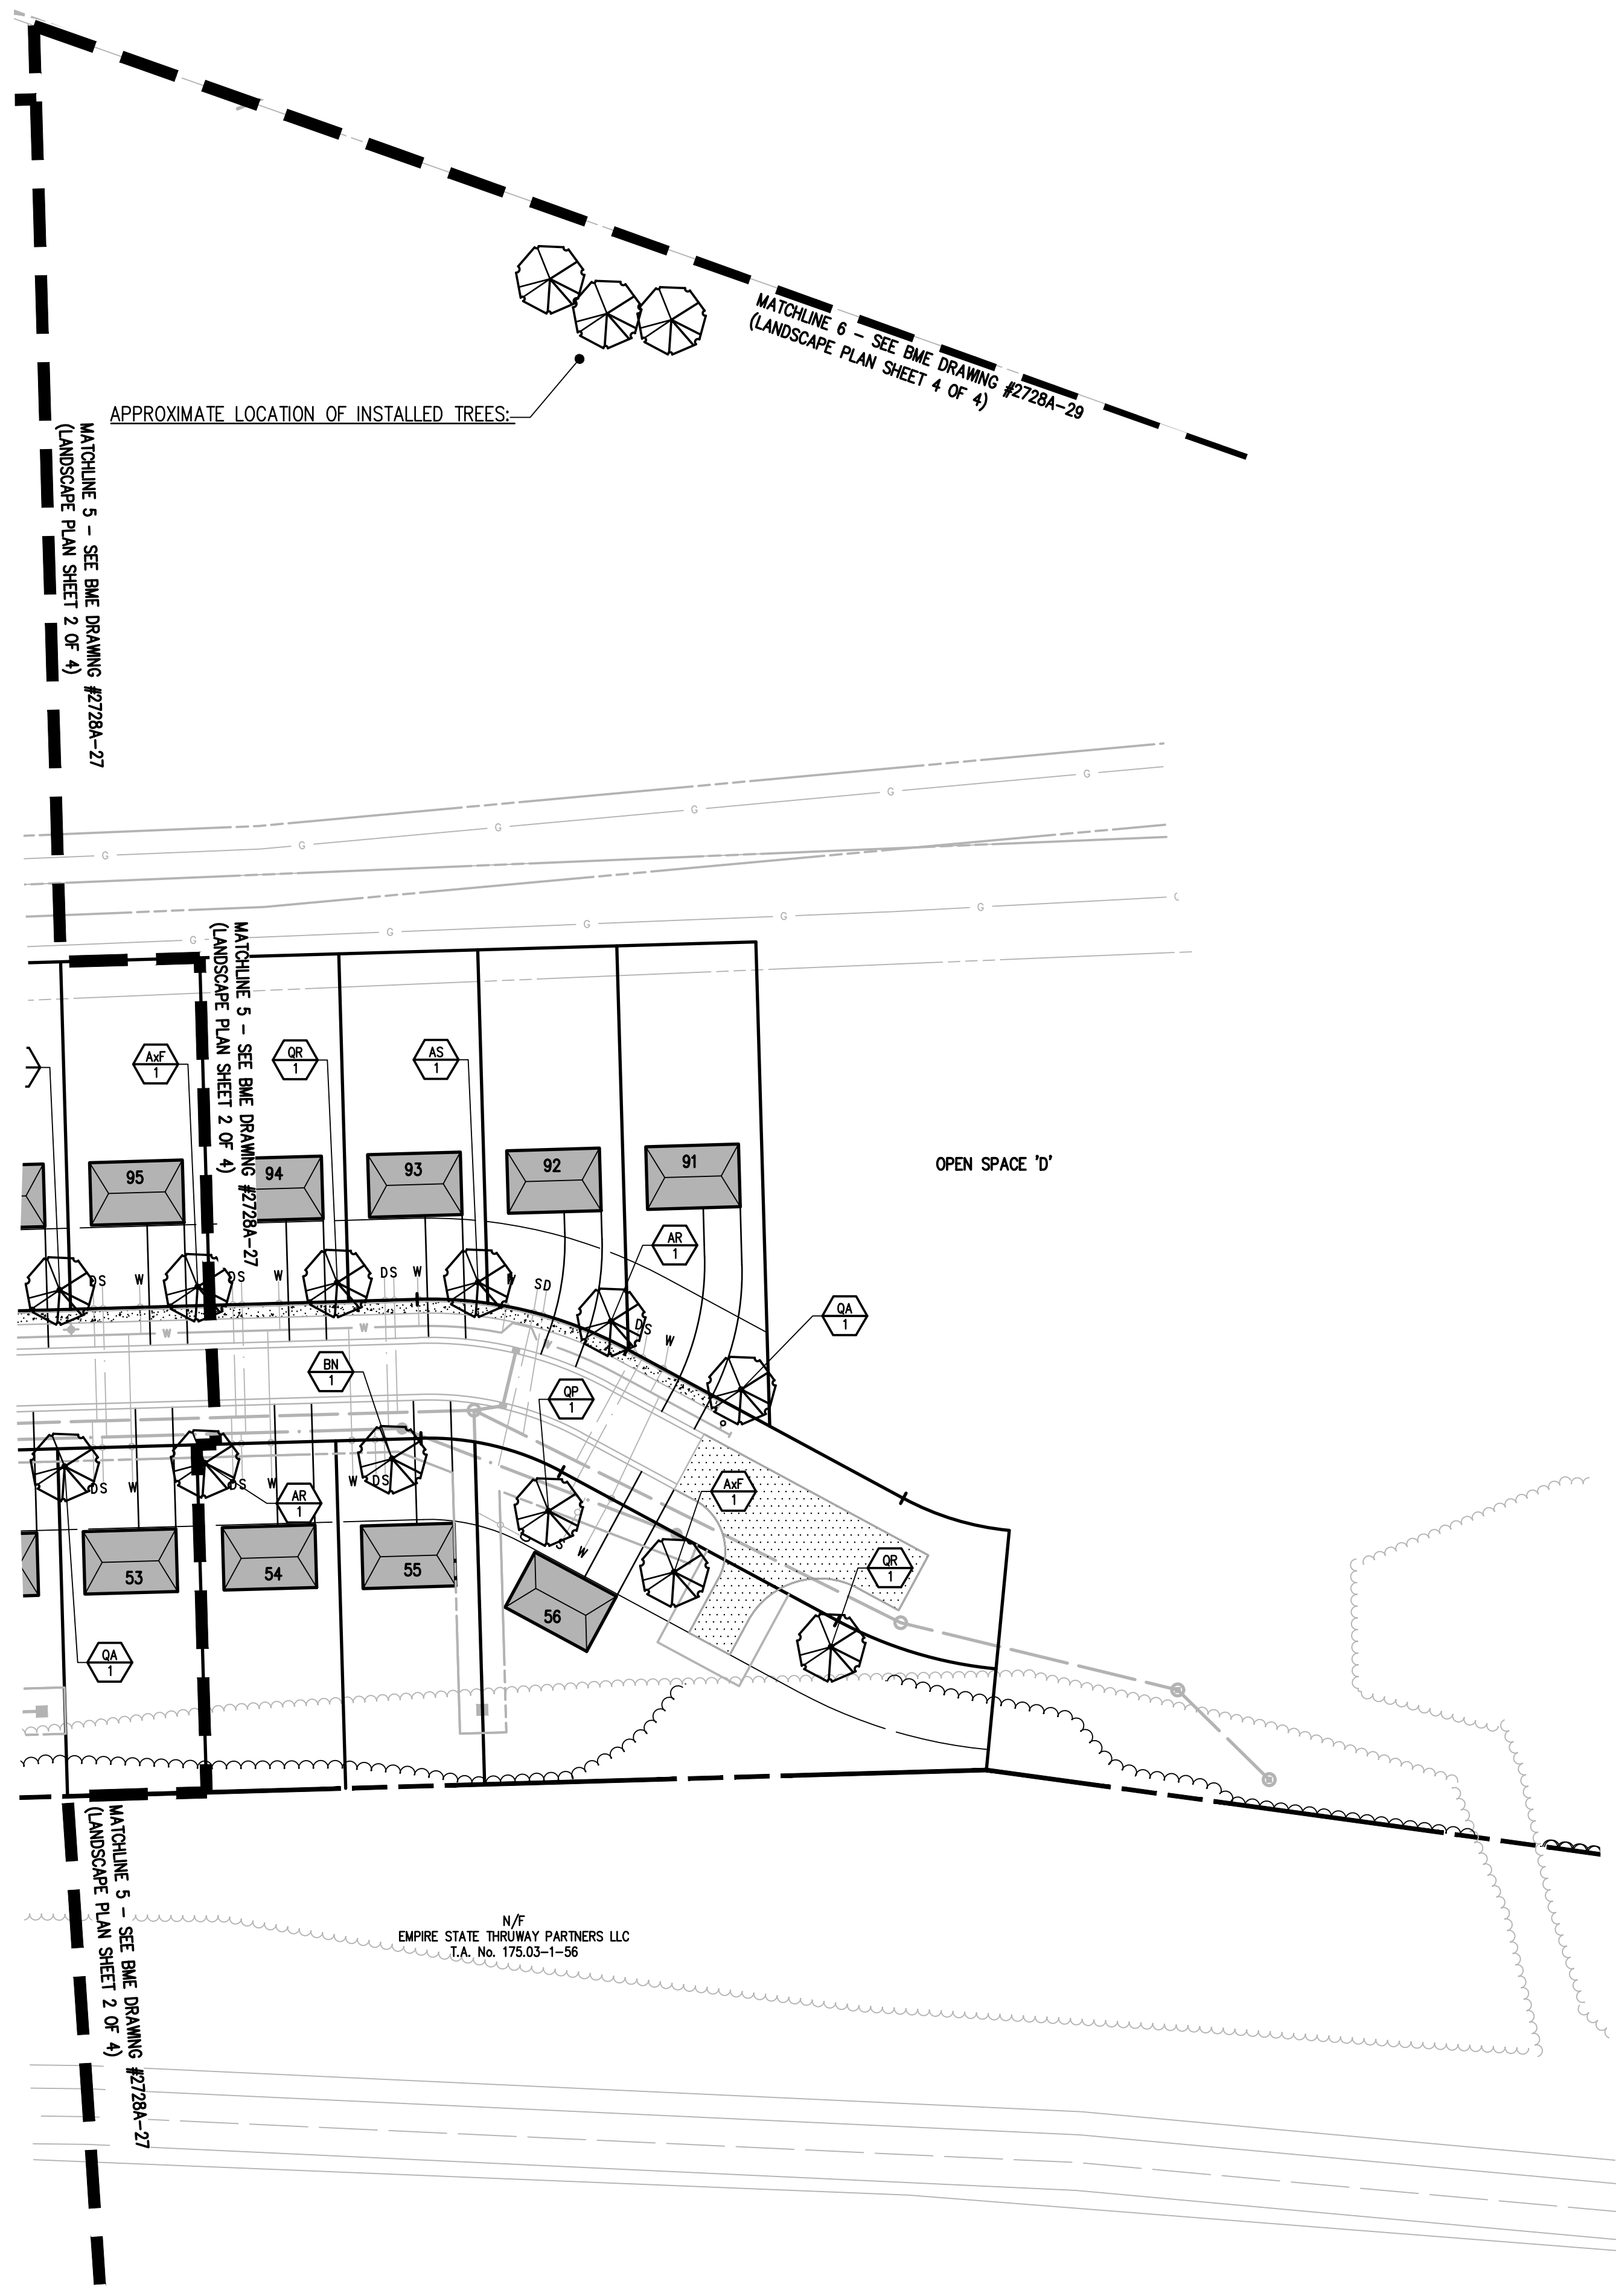 MATCHLINE 6 - SEE BME DRAWING #2728A-29
(LANDSCAPE PLAN SHEET 4 OF 4)
APPROXIMATE LOCATION OF INSTALLED TREES:
MATCHLINE 5 - SEE BME DRAWING #2728A-27
(LANDSCAPE PLAN SHEET 2 OF 4)
G
G
G
G
G
G
G
G
G
G
G
MATCHLINE 5 - SEE BME DRAWING #2728A-27
(LANDSCAPE PLAN SHEET 2 OF 4)
AxF
1
QR
1
AS
1
95
94
93
92
91
OPEN SPACE 'D'
AR
1
DS
W
DS
W
DS
W
W
SD
DS
W
QA
1
W
W
W
BN
1
QP
1
DS
W
DS
W
W
DS
AR
1
AxF
1
S
W
QR
1
53
54
55
56
QA
1
MATCHLINE 5 - SEE BME DRAWING #2728A-27
(LANDSCAPE PLAN SHEET 2 OF 4)
N/F
EMPIRE STATE THRUWAY PARTNERS LLC
T.A. No. 175.03-1-56